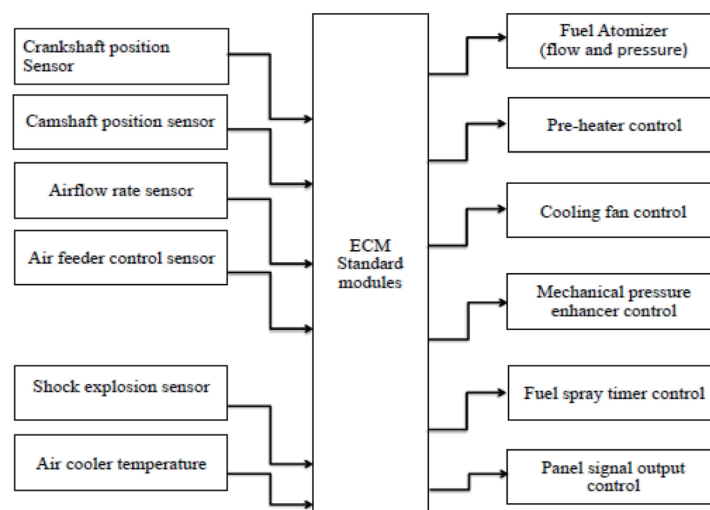 Crankshaft position
Sensor
Camshaft position sensor
Airflow rate sensor
Air feeder control sensor
Shock explosion sensor
Air cooler temperature
ECM
Standard
modules
Fuel Atomizer
(flow and pressure)
Pre-heater control
Cooling fan control
Mechanical pressure
enhancer control
Fuel spray timer control
Panel signal output
control